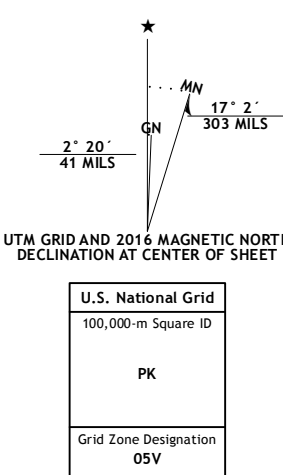 ★
MN
GN
17° 2´
303 MILS
2° 20´
41 MILS
UTM GRID AND 2016 MAGNETIC NORT
DECLINATION AT CENTER OF SHEET
U.S. National Grid
100,000-m Square ID
PK
Grid Zone Designation
05V